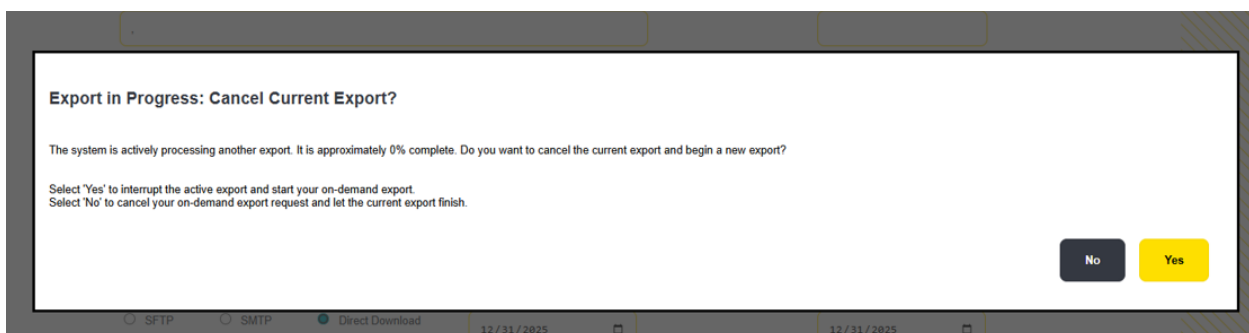 Export in Progress: Cancel Current Export?
The system is actively processing another export. It is approximately 0% complete. Do you want to cancel the current export and begin a new export?
Select 'Yes' to interrupt the active export and start your on-demand export.
Select 'No' to cancel your on-demand export request and let the current export finish.
No Yes
SFTP SMTP Direct Download 12/31/2025 12/31/2025